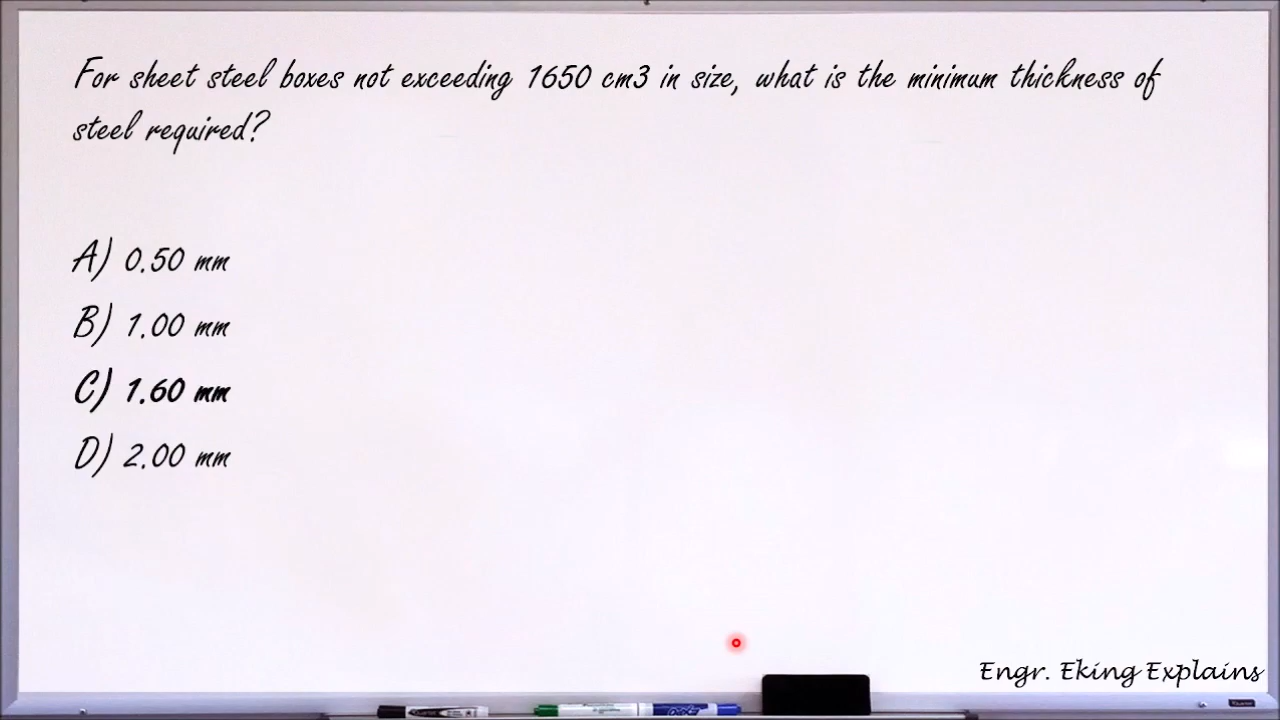 For sheet steel boxes not exceeding 1650 cm3 in size, what is the minimum thickness of
steel required?
A) 0.50 mm
B) 1.00 mm
C) 1.60 mm
D) 2.00 mm
Engr. Eking Explains